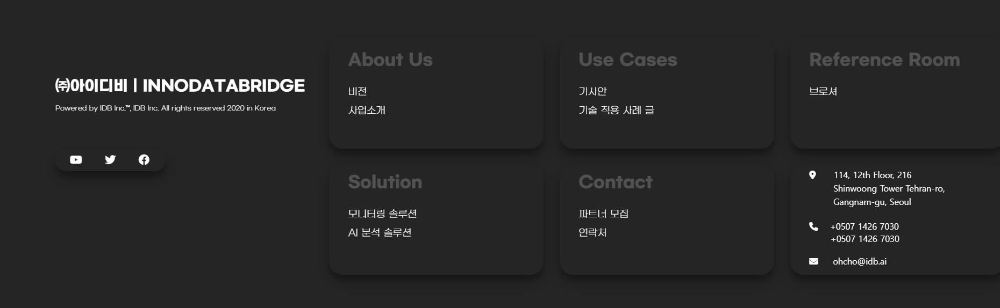 ㈜아이디비 | INNODATABRIDGE
Powered by IDB Inc.™, IDB Inc. All rights reserved 2020 in Korea
About Us
비전
사업소개
Use Cases
기사안
기술 적용 사례 글
Reference Room
브로셔
Solution
모니터링 솔루션
AI 분석 솔루션
Contact
파트너 모집
연락처
114, 12th Floor, 216
Shinwoong Tower Tehran-ro,
Gangnam-gu, Seoul
+0507 1426 7030
+0507 1426 7030
ohcho@idb.ai